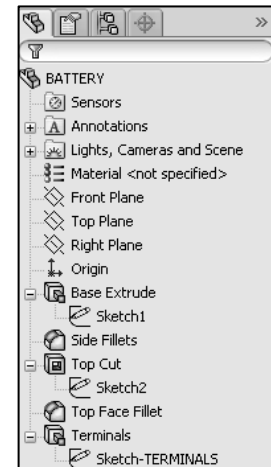 BATTERY
Sensors
Annotations
Lights, Cameras and Scene
Material <not specified>
Front Plane
Top Plane
Right Plane
Origin
Base Extrude
Sketch1
Side Fillets
Top Cut
Sketch2
Top Face Fillet
Terminals
Sketch-TERMINALS